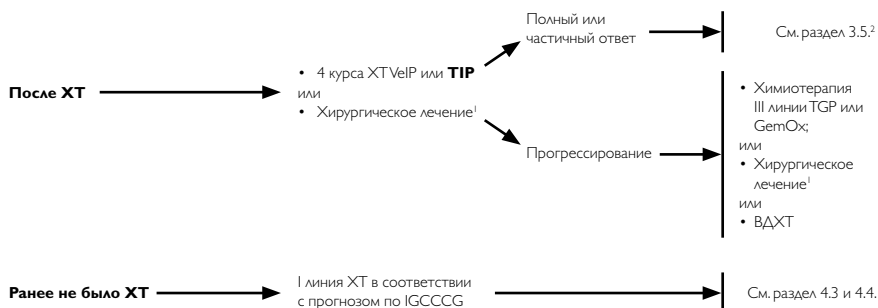 Полный или
частичный ответ
См. раздел 3.5.²
После ХТ
• 4 курса ХТ VeIP или TIP
или
• Хирургическое лечение¹
Прогрессирование
• Химиотерапия
III линии TGP или
GemOx;
или
• Хирургическое
лечение¹
или
• ВДХТ
Ранее не было ХТ
I линия ХТ в соответствии
с прогнозом по IGCCCG
См. раздел 4.3 и 4.4.